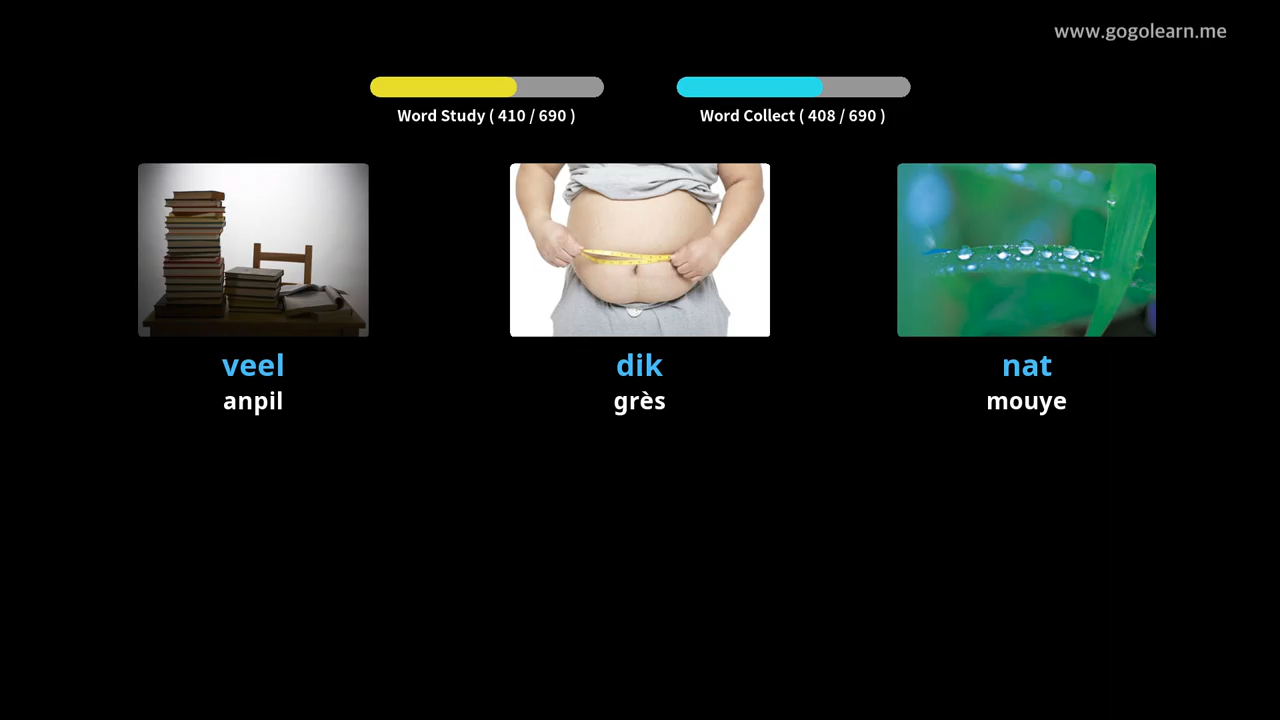 www.gogolearn.me
Word Study ( 410 / 690 )
Word Collect ( 408 / 690 )
veel
anpil
dik
grès
nat
mouye